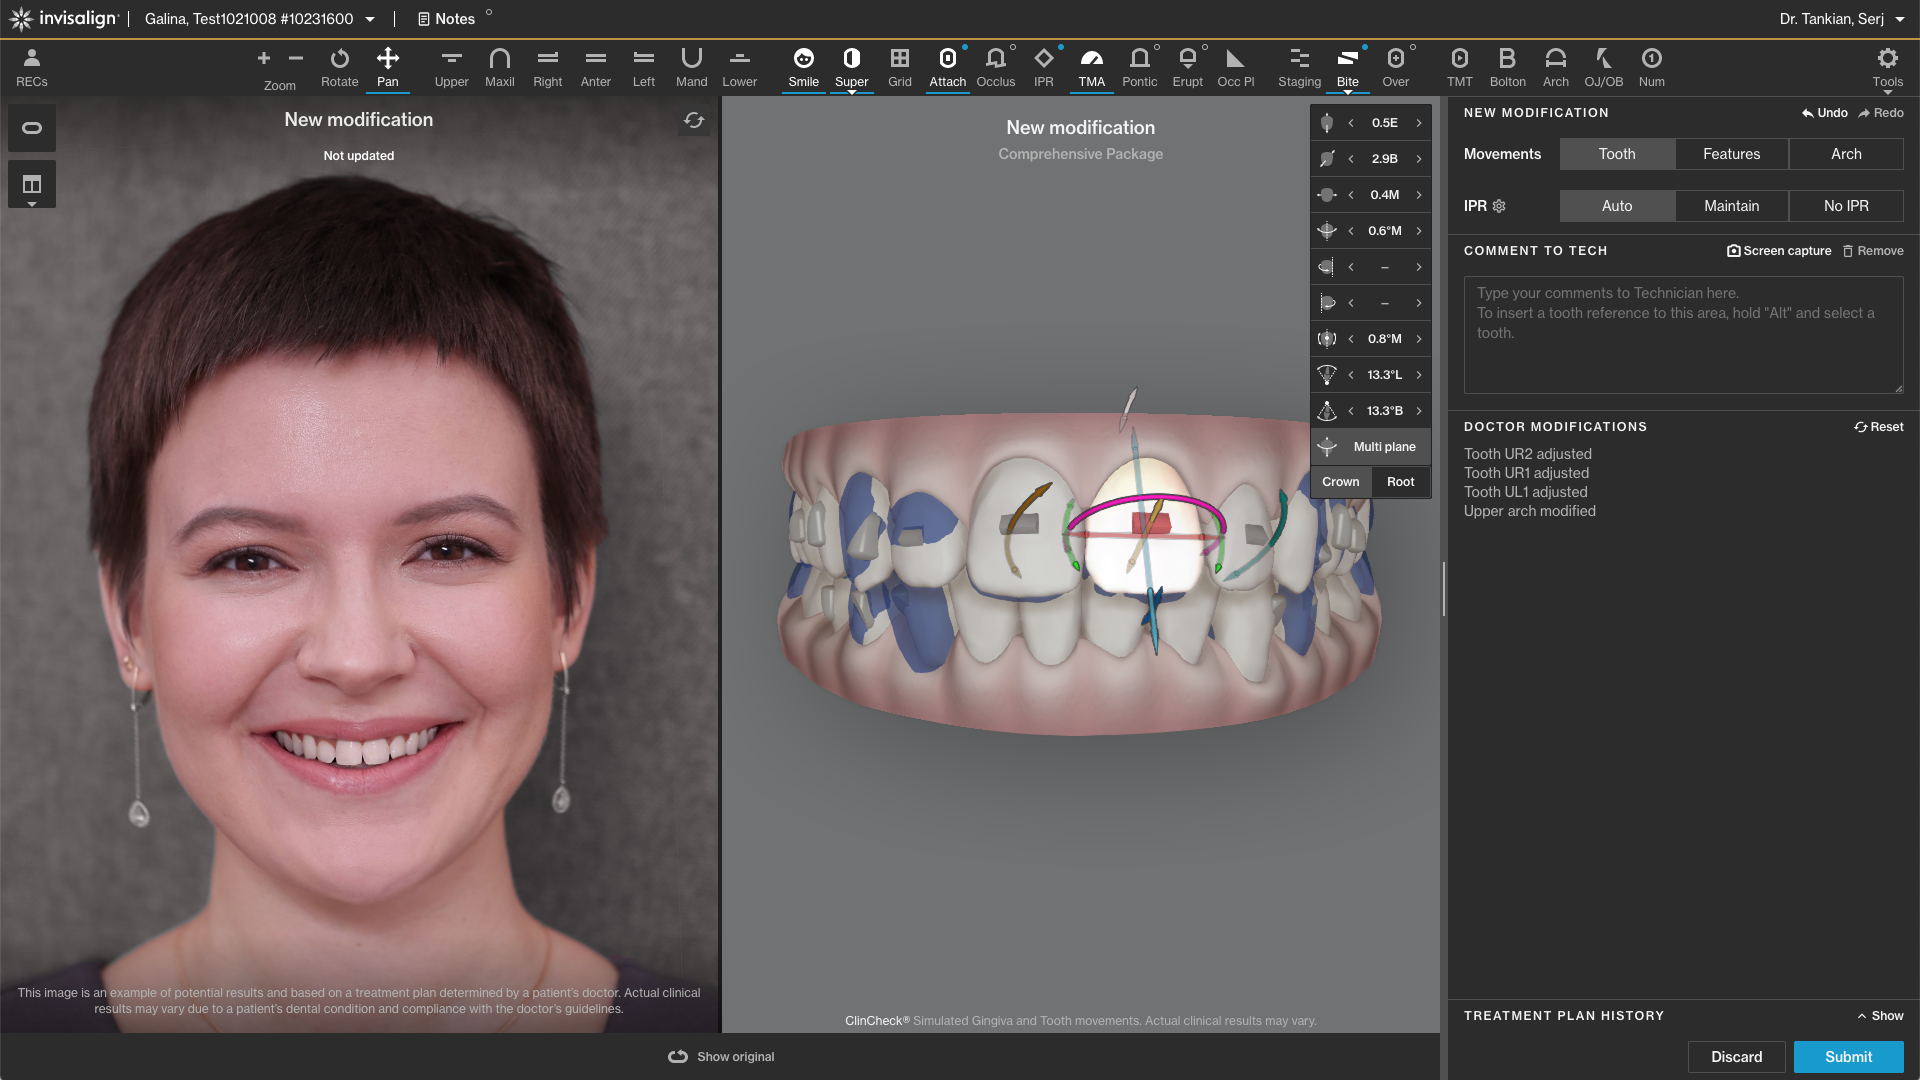 invisalign
Galina, Test1021008 #10231600
Notes
Dr. Tankian, Serj
RECs
Zoom
Rotate
Pan
Upper
Maxil
Right
Anter
Left
Mand
Lower
Smile
Super
Grid
Attach
Occlus
IPR
TMA
Pontic
Erupt
Occ Pl
Staging
Bite
Over
TMT
Bolton
Arch
OJ/OB
Num
Tools
New modification
Not updated
This image is an example of potential results and based on a treatment plan determined by a patient's doctor. Actual clinical
results may vary due to a patient's dental condition and compliance with the doctor's guidelines.
New modification
Comprehensive Package
0.5E
2.9B
0.4M
0.6°M
–
–
0.8°M
13.3°L
13.3°B
Multi plane
Crown Root
ClinCheck® Simulated Gingiva and Tooth movements. Actual clinical results may vary.
Show original
NEW MODIFICATION
Undo Redo
Movements Tooth Features Arch
IPR Auto Maintain No IPR
COMMENT TO TECH
Screen capture Remove
Type your comments to Technician here.
To insert a tooth reference to this area, hold "Alt" and select a
tooth.
DOCTOR MODIFICATIONS
Reset
Tooth UR2 adjusted
Tooth UR1 adjusted
Tooth UL1 adjusted
Upper arch modified
TREATMENT PLAN HISTORY
Show
Discard Submit